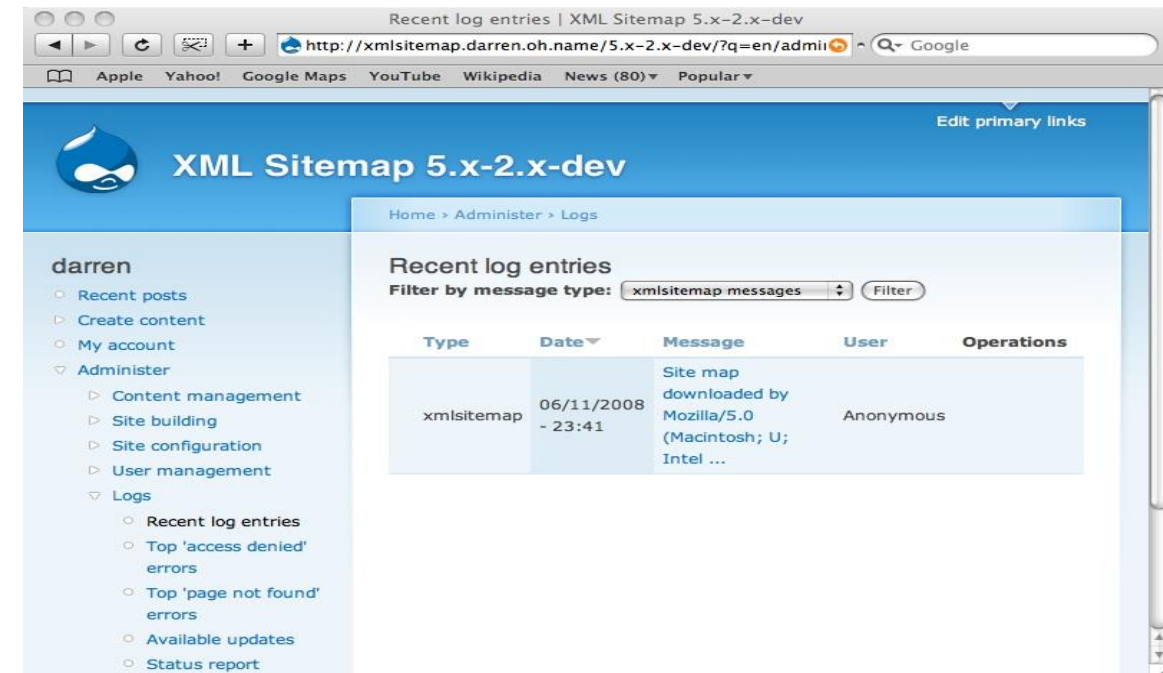 Recent log entries | XML Sitemap 5.x-2.x-dev
http://xmlsitemap.darren.oh.name/5.x-2.x-dev/?q=en/admi
Google
Apple Yahoo! Google Maps YouTube Wikipedia News (80) Popular
Edit primary links
XML Sitemap 5.x-2.x-dev
Home › Administer › Logs
darren
Recent posts
Create content
My account
Administer
Content management
Site building
Site configuration
User management
Logs
Recent log entries
Top 'access denied'
errors
Top 'page not found'
errors
Available updates
Status report
Recent log entries
Filter by message type: xmlsitemap messages Filter
Type Date Message User Operations
xmlsitemap
06/11/2008
- 23:41
Site map
downloaded by
Mozilla/5.0
(Macintosh; U;
Intel ...
Anonymous